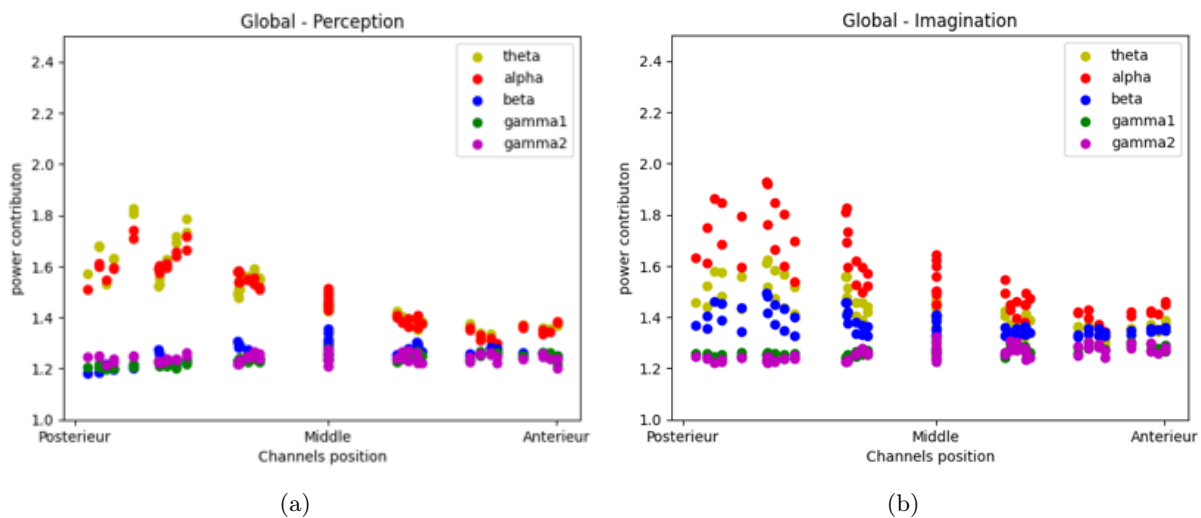 Global - Perception
theta
alpha
beta
gamma1
gamma2
2.4
2.2
2.0
1.8
1.6
1.4
1.2
1.0
power contributon
Posterieur Middle Anterieur
Channels position
(a)
Global - Imagination
theta
alpha
beta
gamma1
gamma2
2.4
2.2
2.0
1.8
1.6
1.4
1.2
1.0
power contributon
Posterieur Middle Anterieur
Channels position
(b)